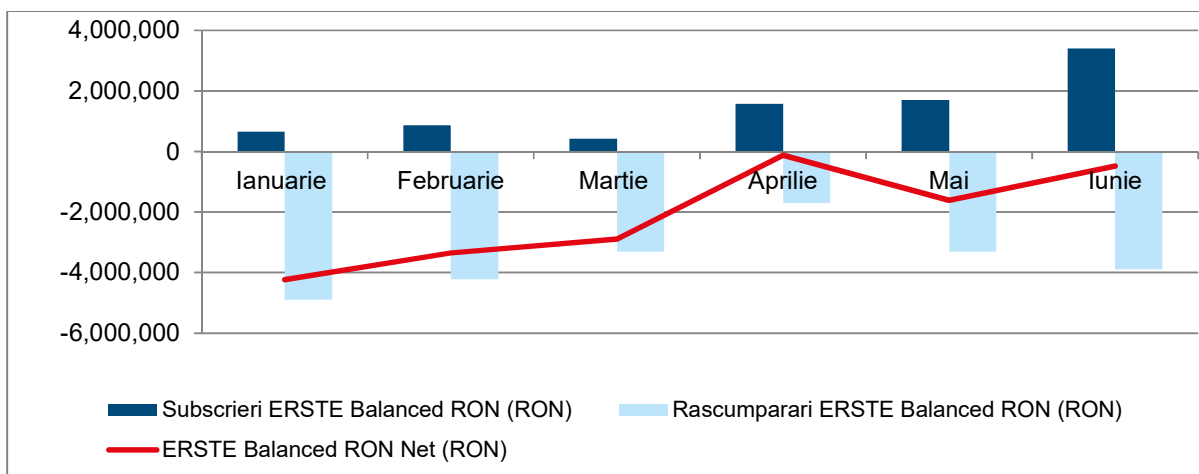 4,000,000
2,000,000
0
Ianuarie Februarie Martie Aprilie Mai Iunie
-2,000,000
-4,000,000
-6,000,000
Subscrieri ERSTE Balanced RON (RON) Rascumparari ERSTE Balanced RON (RON)
ERSTE Balanced RON Net (RON)